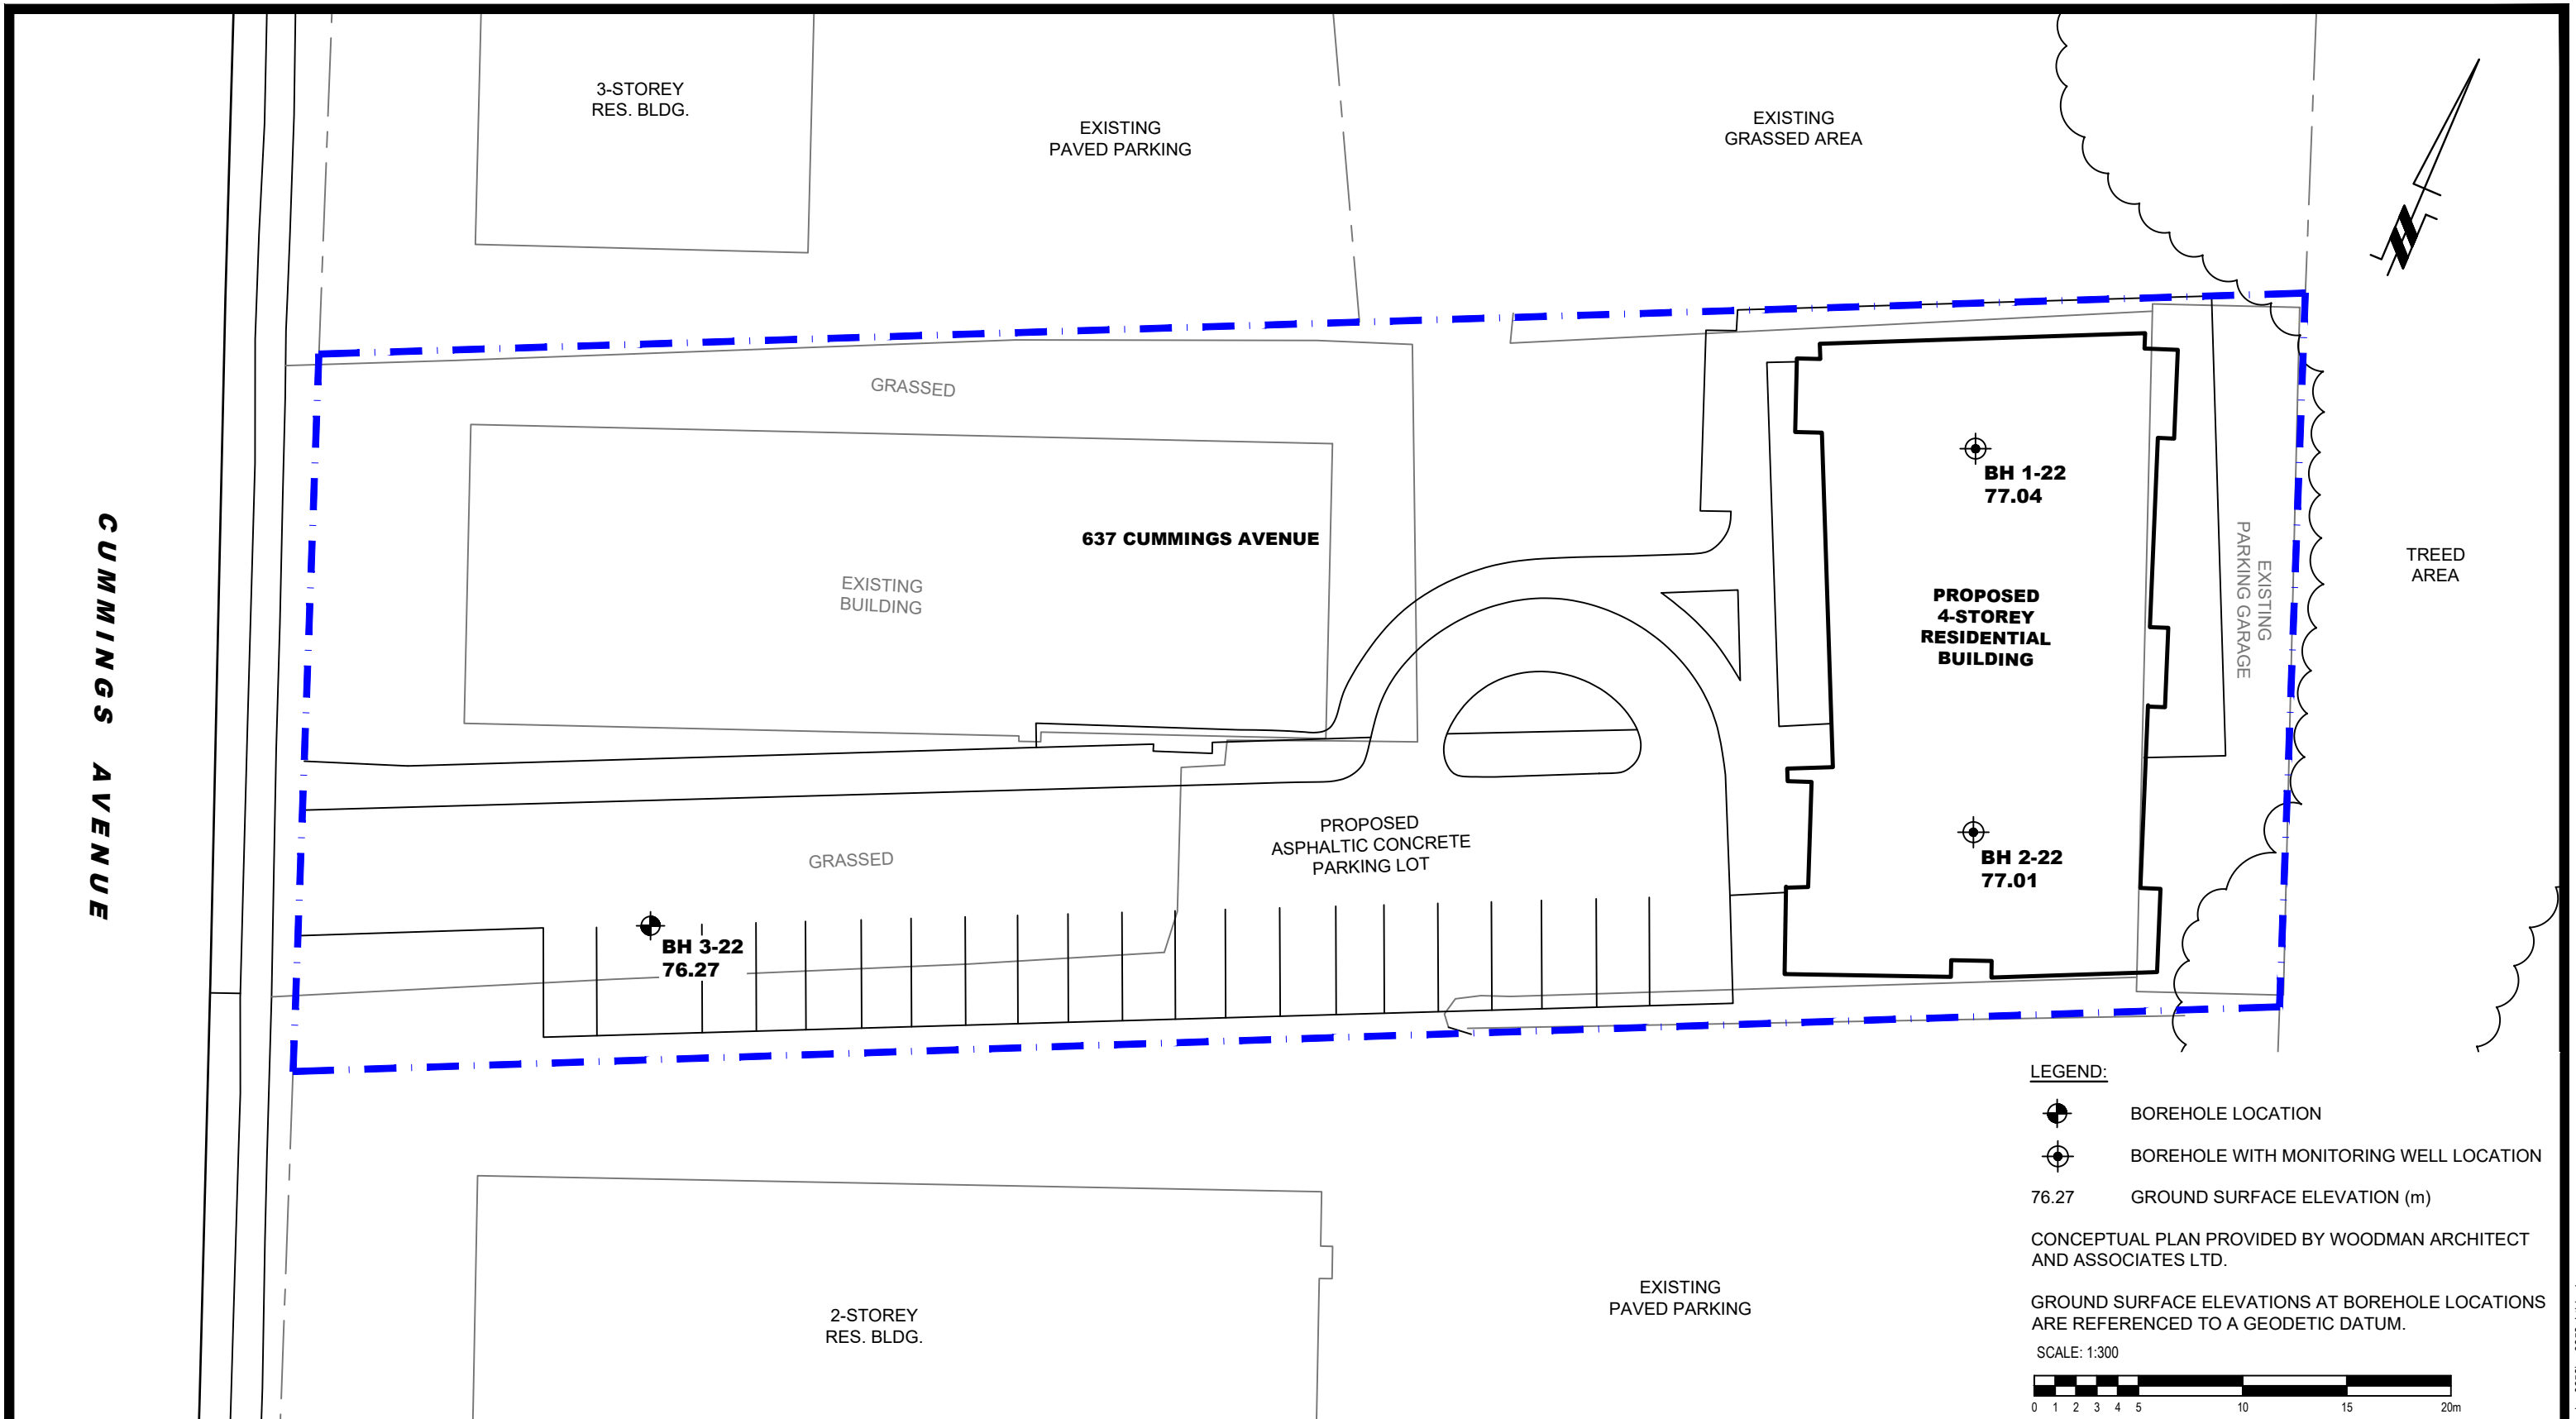 3-STOREY
RES. BLDG.
EXISTING
PAVED PARKING
EXISTING
GRASSED AREA
GRASSED
637 CUMMINGS AVENUE
EXISTING
BUILDING
CUMMINGS AVENUE
BH 1-22
77.04
PROPOSED
4-STOREY
RESIDENTIAL
BUILDING
EXISTING
PARKING GARAGE
TREED
AREA
PROPOSED
ASPHALTIC CONCRETE
PARKING LOT
GRASSED
BH 2-22
77.01
BH 3-22
76.27
2-STOREY
RES. BLDG.
EXISTING
PAVED PARKING
LEGEND:
BOREHOLE LOCATION
BOREHOLE WITH MONITORING WELL LOCATION
76.27 GROUND SURFACE ELEVATION (m)
CONCEPTUAL PLAN PROVIDED BY WOODMAN ARCHITECT
AND ASSOCIATES LTD.
GROUND SURFACE ELEVATIONS AT BOREHOLE LOCATIONS
ARE REFERENCED TO A GEODETIC DATUM.
SCALE: 1:300
0 1 2 3 4 5 10 15 20m